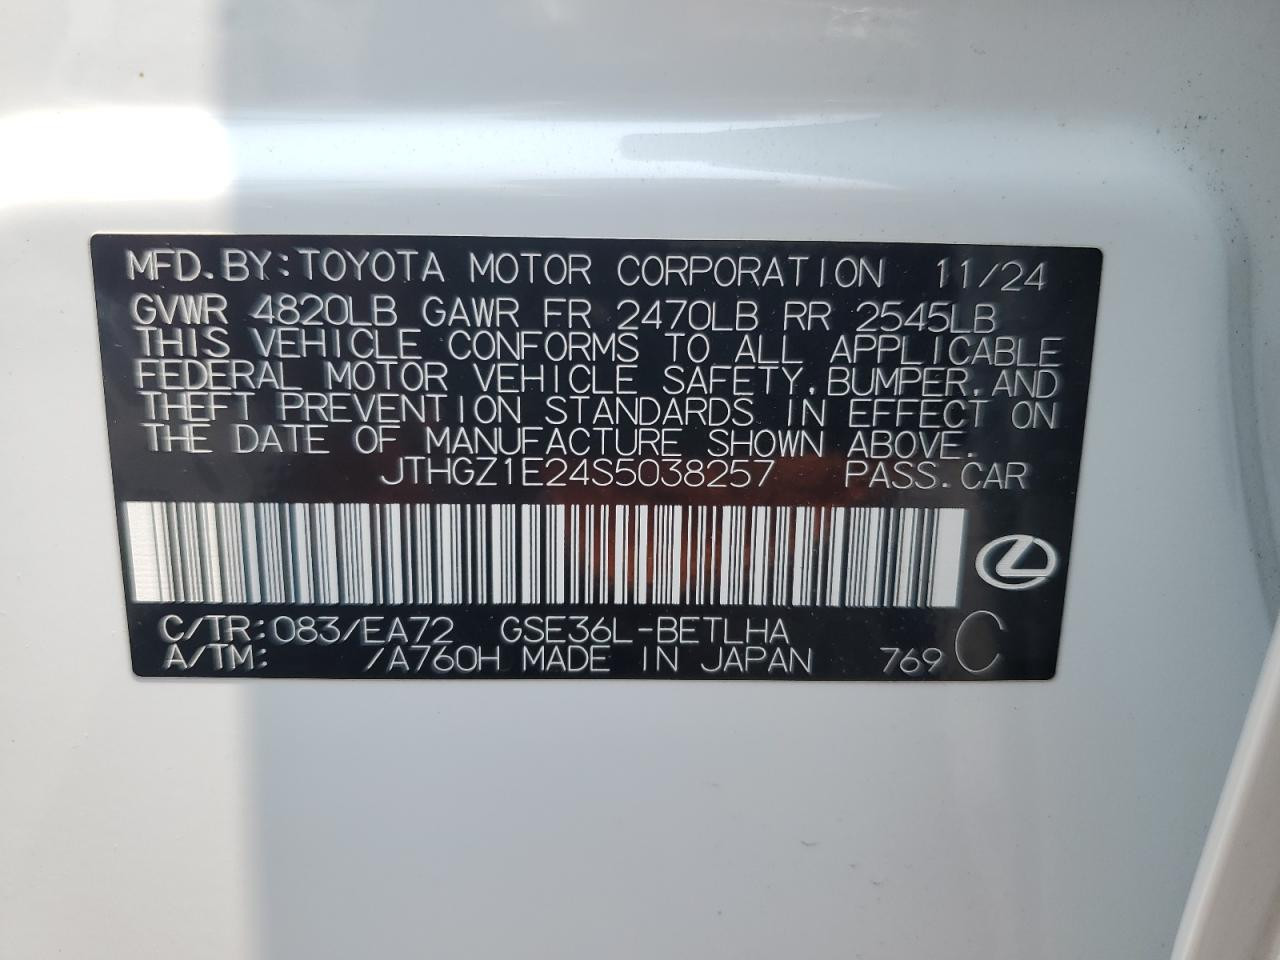 MFD.BY:TOYOTA MOTOR CORPORATION 11/24
GVWR 4820LB GAWR FR 2470LB RR 2545LB
THIS VEHICLE CONFORMS TO ALL APPLICABLE
FEDERAL MOTOR VEHICLE SAFETY,BUMPER,AND
THEFT PREVENTION STANDARDS IN EFFECT ON
THE DATE OF MANUFACTURE SHOWN ABOVE.
JTHGZ1E24S5038257 PASS.CAR
C/TR:083/EA72 GSE36L-BETLHA
A/TM: /A760H MADE IN JAPAN 769 C